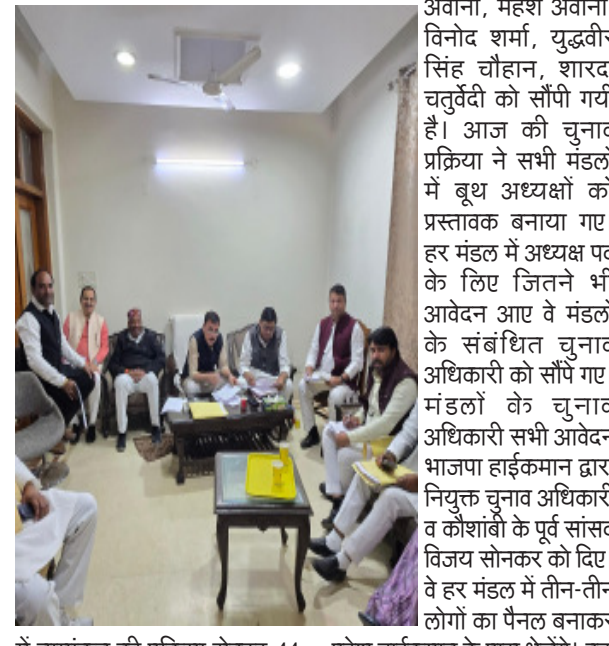 अवाना, महेश अवाना,
विनोद शर्मा, युद्धवीर
सिंह चौहान, शारदा
चतुर्वेदी को सौंपी गयी
है। आज की चुनाव
प्रक्रिया ने सभी मंडलों
में बूथ अध्यक्षों को
प्रस्तावक बनाया गए
हर मंडल में अध्यक्ष पद
के लिए जितने भी
आवेदन आए वे मंडलों
के संबंधित चुनाव
अधिकारी को सौंपे गए
मंडलों के चुनाव
अधिकारी सभी आवेदन
भाजपा हाईकमान द्वारा
नियुक्त चुनाव अधिकारी
व कौशांबी के पूर्व सांसद
विजय सोनकर को दिए
वे हर मंडल में तीन-तीन
लोगों का पैनल बनाकर